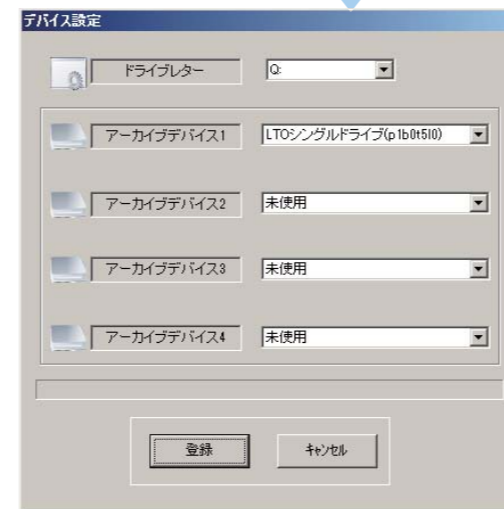 デバイス設定
ドライブレター Q:
アーカイブデバイス1 LTOシングルドライブ(p1b0t5l0)
アーカイブデバイス2 未使用
アーカイブデバイス3 未使用
アーカイブデバイス4 未使用
登録 キャンセル